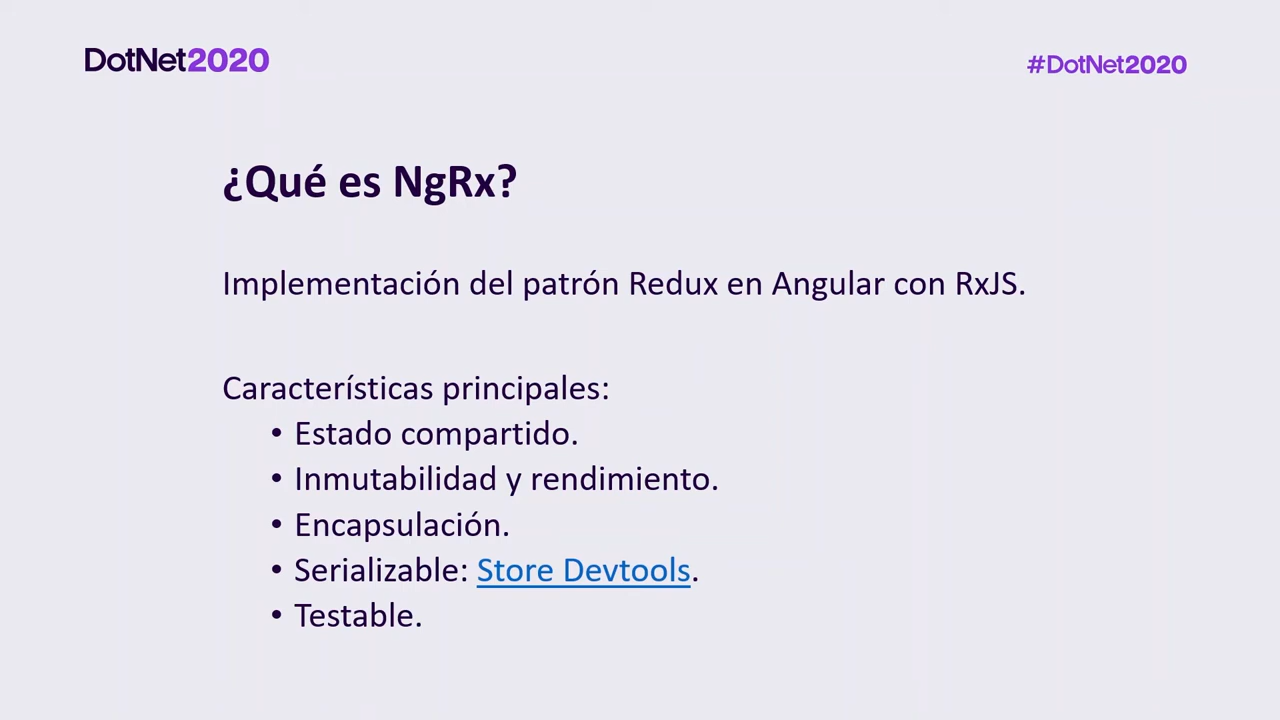 DotNet2020
#DotNet2020
¿Qué es NgRx?
Implementación del patrón Redux en Angular con RxJS.
Características principales:
• Estado compartido.
• Inmutabilidad y rendimiento.
• Encapsulación.
• Serializable: Store Devtools.
• Testable.